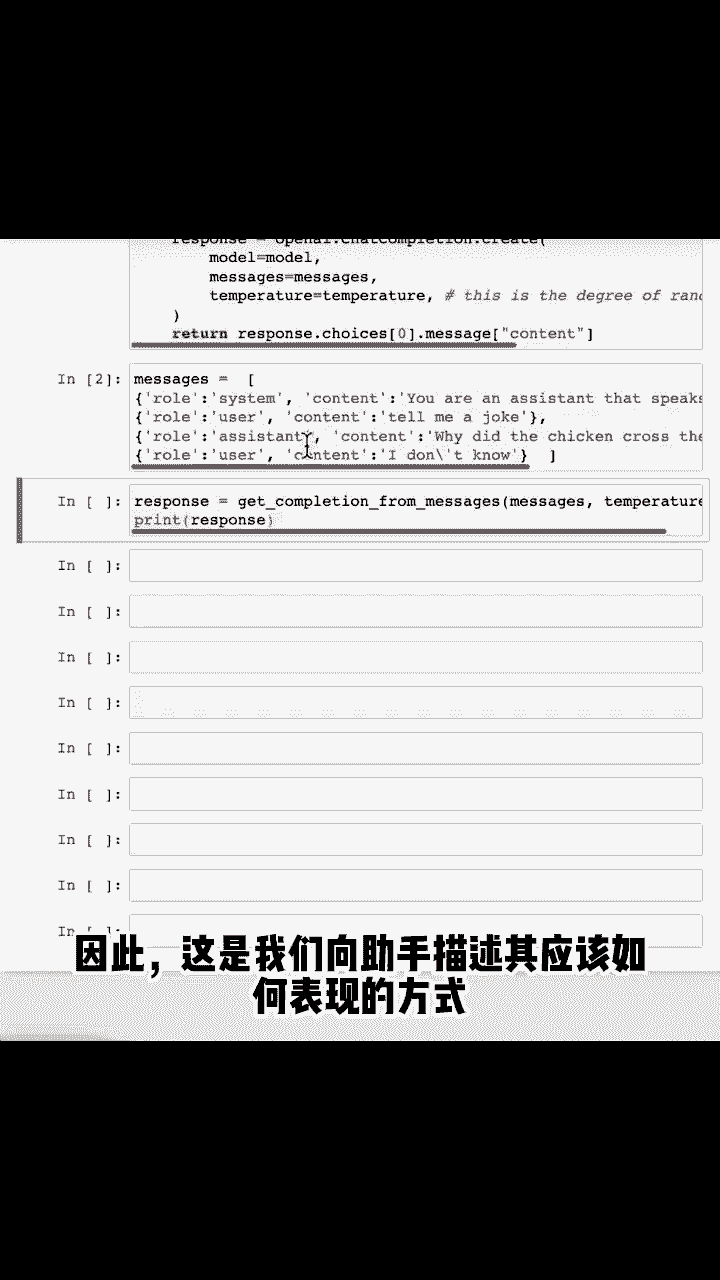 response = openai.ChatCompletion.create(
model=model,
messages=messages,
temperature=temperature, # this is the degree of
)
return response.choices[0].message["content"]
In [2]: messages = [
{'role':'system', 'content':'You are an assistant that speaks
{'role':'user', 'content':'tell me a joke'},
{'role':'assistant', 'content':'Why did the chicken cross the
{'role':'user', 'content':'I don\'t know'} ]
In [ ]: response = get_completion_from_messages(messages, temperature
print(response)
In [ ]:
In [ ]:
In [ ]:
In [ ]:
In [ ]:
In [ ]:
In [ ]:
In [ ]:
In [ ]:
因此，这是我们向助手描述其应该如
何表现的方式